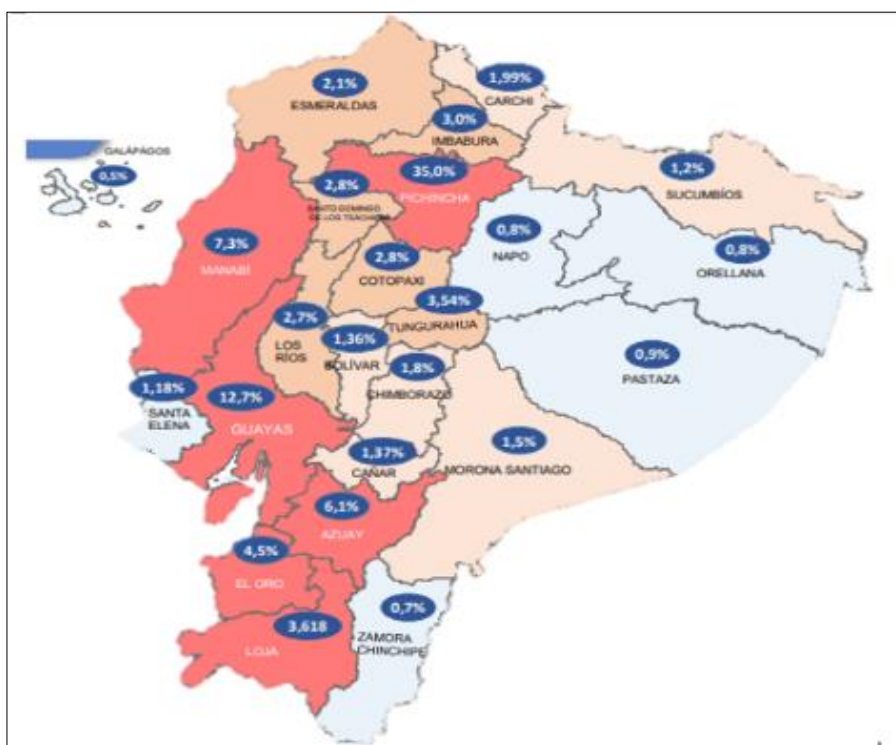 2,1%
ESMERALDAS
1,99%
CARCHI
3,0%
IMBABURA
GALÁPAGOS
0,5%
1,2%
SUCUMBÍOS
2,8%
SANTO DOMINGO
DE LOS TSÁCHILAS
35,0%
PICHINCHA
7,3%
MANABÍ
0,8%
NAPO
0,8%
ORELLANA
2,8%
COTOPAXI
3,54%
TUNGURAHUA
2,7%
LOS
RÍOS
1,36%
BOLÍVAR
1,8%
CHIMBORAZO
0,9%
PASTAZA
1,18%
SANTA
ELENA
12,7%
GUAYAS
1,37%
CAÑAR
1,5%
MORONA SANTIAGO
6,1%
AZUAY
4,5%
EL ORO
3,618
LOJA
0,7%
ZAMORA
CHINCHIPE